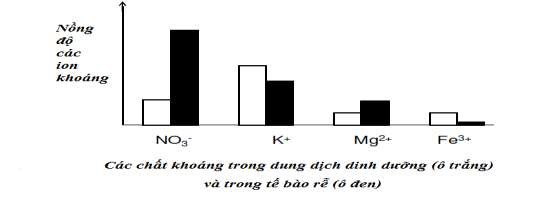 Nồng
độ
các
ion
khoáng
NO₃⁻ K⁺ Mg²⁺ Fe³⁺
Các chất khoáng trong dung dịch dinh dưỡng (ô trắng)
và trong tế bào rễ (ô đen)